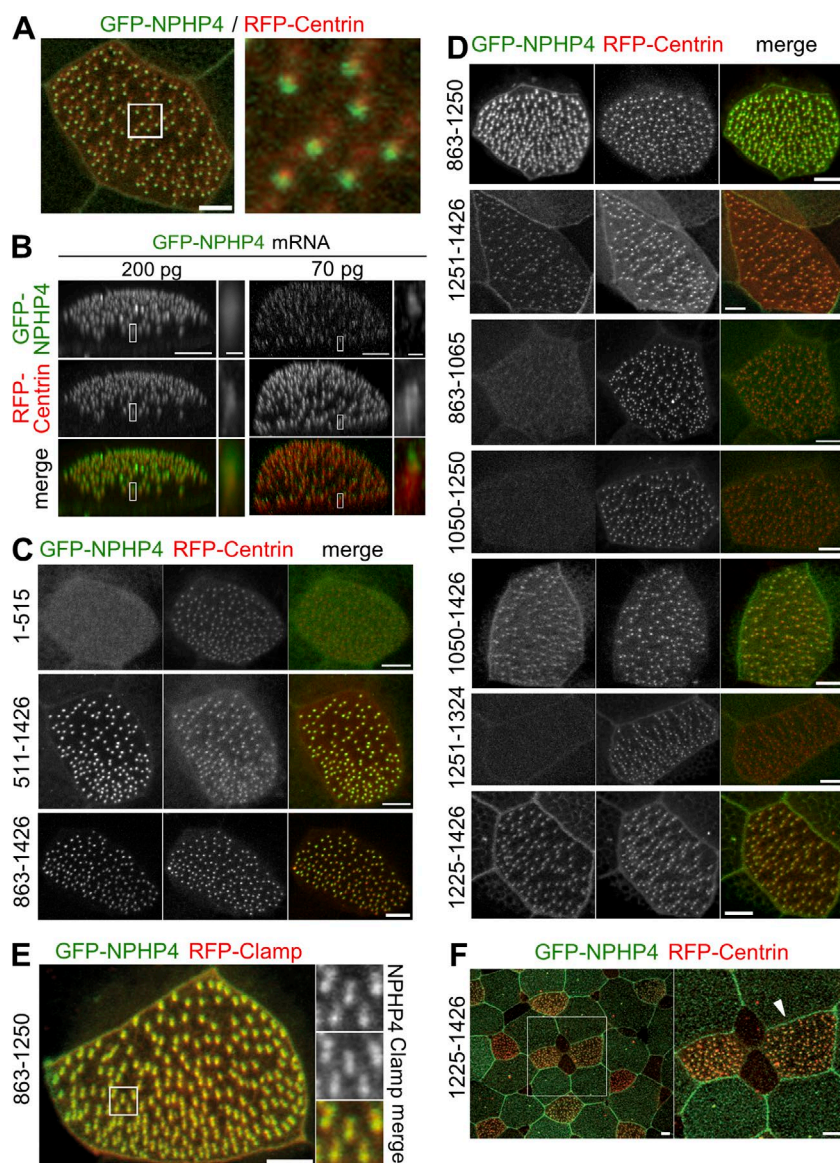 A
GFP-NPHP4 / RFP-Centrin
B
GFP-NPHP4 mRNA
200 pg
70 pg
GFP-
NPHP4
RFP-
Centrin
merge
C
GFP-NPHP4 RFP-Centrin merge
1-515
511-1426
863-1426
D
GFP-NPHP4 RFP-Centrin merge
863-1250
1251-1426
863-1065
1050-1250
1050-1426
1251-1324
1225-1426
E
GFP-NPHP4 RFP-Clamp
863-1250
NPHP4 Clamp merge
F
GFP-NPHP4 RFP-Centrin
1225-1426